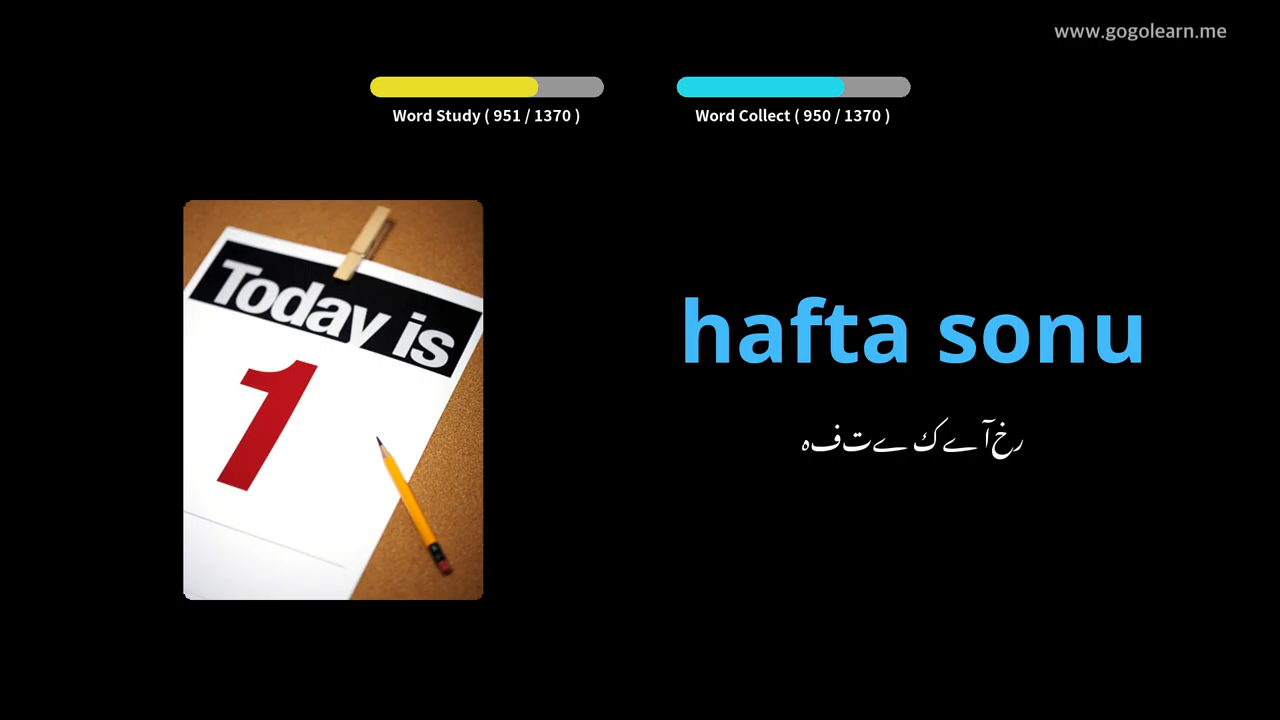 www.gogolearn.me
Word Study ( 951 / 1370 )
Word Collect ( 950 / 1370 )
Today is
1
hafta sonu
ہفتے کے آخر